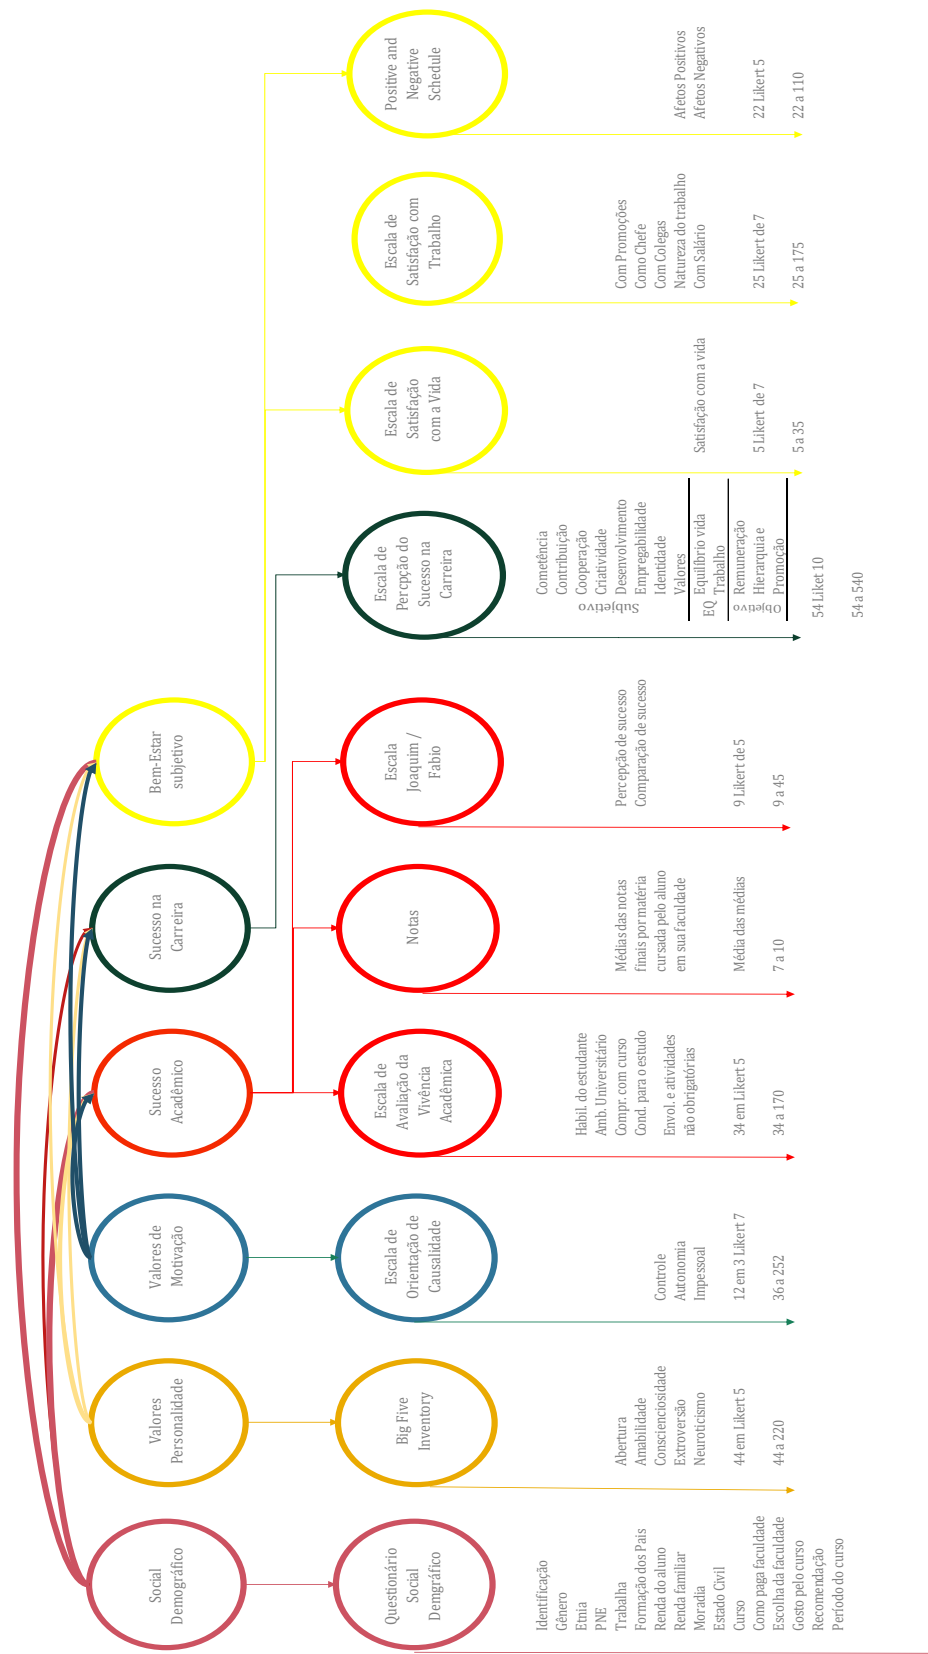 Social
Demográfico
Valores
Personalidade
Valores de
Motivação
Sucesso
Acadêmico
Sucesso na
Carreira
Bem-Estar
subjetivo
Questionário
Social
Demgráfico
Big Five
Inventory
Escala de
Orientação de
Causalidade
Escala de
Avaliação da
Vivência
Acadêmica
Notas
Escala
Joaquim /
Fabio
Escala de
Percpção do
Sucesso na
Carreira
Escala de
Satisfação
com a Vida
Escala de
Satisfação com
Trabalho
Positive and
Negative
Schedule
Identificação
Gênero
Etnia
PNE
Trabalha
Formação dos Pais
Renda do aluno
Renda familiar
Moradia
Estado Civil
Curso
Como paga faculdade
Escolha da faculdade
Gosto pelo curso
Recomendação
Período do curso
Abertura
Amabilidade
Conscienciosidade
Extroversão
Neuroticismo
44 em Likert 5
44 a 220
Controle
Autonomia
Impessoal
12 em 3 Likert 7
36 a 252
Habil. do estudante
Amb. Universitário
Compr. com curso
Cond. para o estudo
Envol. e atividades
não obrigatórias
34 em Likert 5
34 a 170
Médias das notas
finais por matéria
cursada pelo aluno
em sua faculdade
Média das médias
7 a 10
Percepção de sucesso
Comparação de sucesso
9 Likert de 5
9 a 45
Subjetivo
Cometência
Contribuição
Cooperação
Criatividade
Desenvolvimento
Empregabilidade
Identidade
Valores
EQ
Equilíbrio vida
Trabalho
Objetivo
Remuneração
Hierarquia e
Promoção
54 Liket 10
54 a 540
Satisfação com a vida
5 Likert de 7
5 a 35
Com Promoções
Como Chefe
Com Colegas
Natureza do trabalho
Com Salário
25 Likert de 7
25 a 175
Afetos Positivos
Afetos Negativos
22 Likert 5
22 a 110